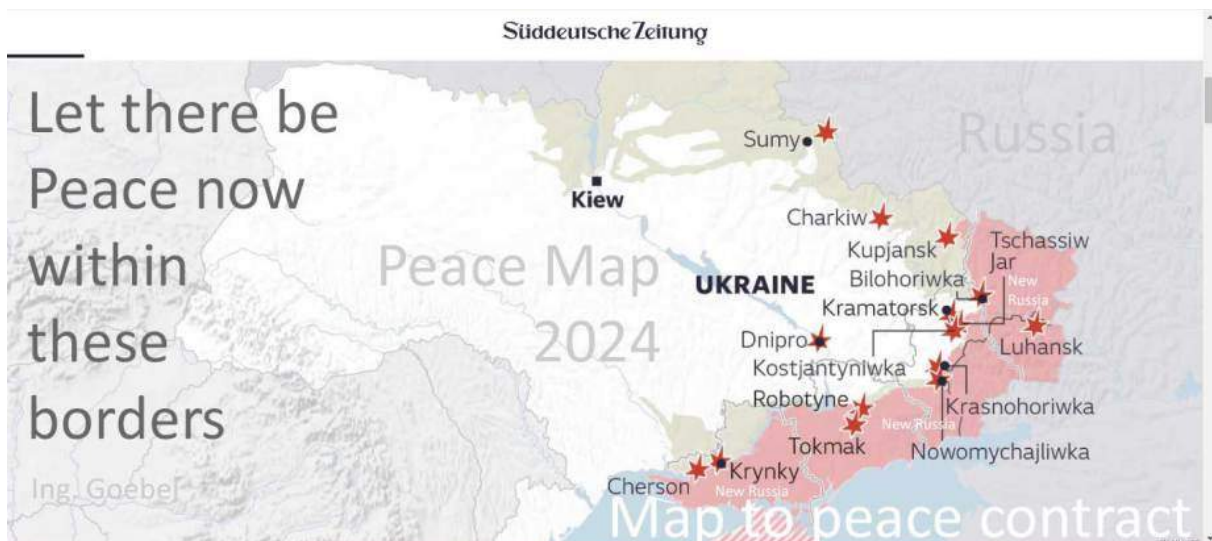 Süddeutsche Zeitung
Let there be
Peace now
within
these
borders
Ing. Goebel
Peace Map
2024
Russia
Sumy
Kiew
Charkiw
Kupjansk
Tschassiw
Jar
Bilohoriwka
New
Russia
UKRAINE
Kramatorsk
Dnipro
Luhansk
Kostjantyniwka
Robotyne
Krasnohoriwka
New Russia
Tokmak
Nowomychajliwka
Krynky
Cherson
New Russia
Map to peace contract